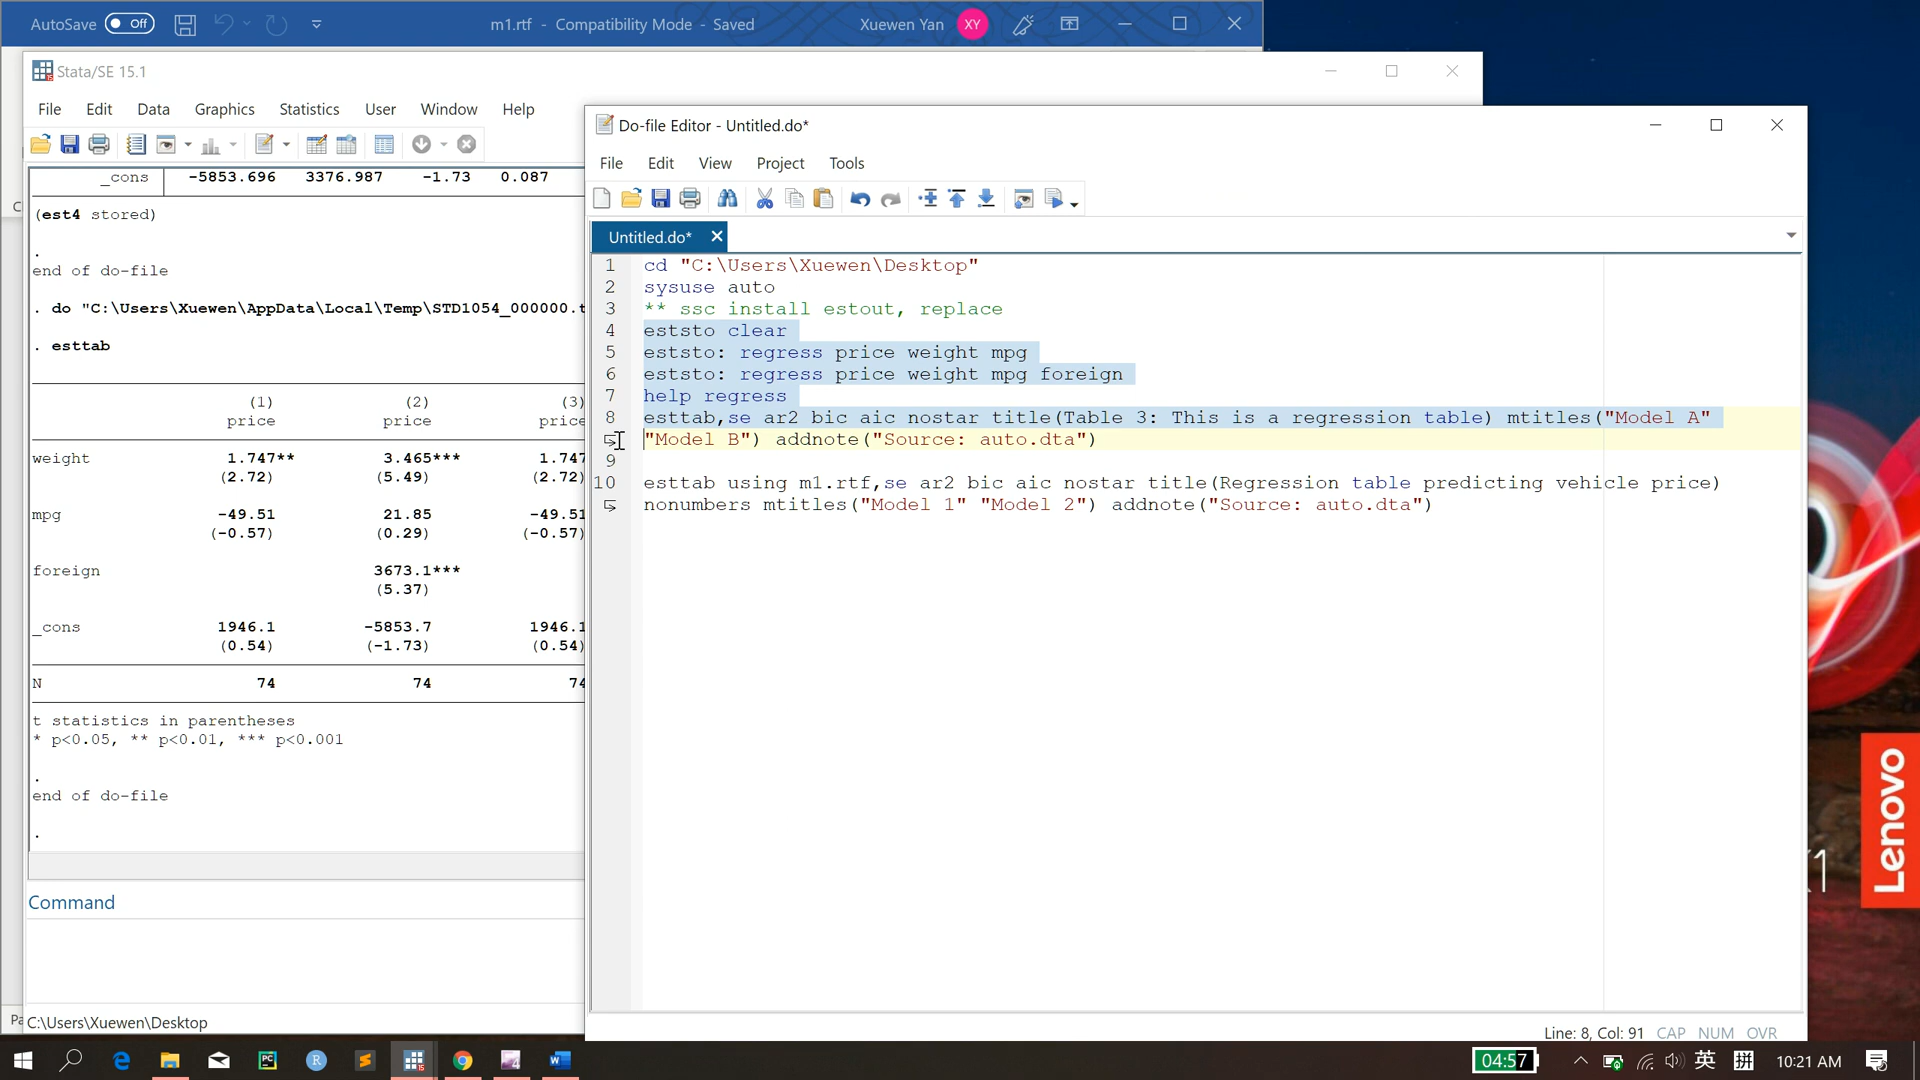 AutoSave Off m1.rtf - Compatibility Mode - Saved Xuewen Yan XY
Stata/SE 15.1
File Edit Data Graphics Statistics User Window Help
_cons -5853.696 3376.987 -1.73 0.087
(est4 stored)
.
end of do-file
. do "C:\Users\Xuewen\AppData\Local\Temp\STD1054_000000.t
. esttab
(1) (2) (3)
price price price
weight 1.747** 3.465*** 1.747
(2.72) (5.49) (2.72)
mpg -49.51 21.85 -49.51
(-0.57) (0.29) (-0.57)
foreign 3673.1***
(5.37)
_cons 1946.1 -5853.7 1946.1
(0.54) (-1.73) (0.54)
N 74 74 74
t statistics in parentheses
* p<0.05, ** p<0.01, *** p<0.001
.
end of do-file
.
Command
C:\Users\Xuewen\Desktop
Do-file Editor - Untitled.do*
File Edit View Project Tools
Untitled.do*
1 cd "C:\Users\Xuewen\Desktop"
2 sysuse auto
3 ** ssc install estout, replace
4 eststo clear
5 eststo: regress price weight mpg
6 eststo: regress price weight mpg foreign
7 help regress
8 esttab,se ar2 bic aic nostar title(Table 3: This is a regression table) mtitles("Model A"
"Model B") addnote("Source: auto.dta")
9
10 esttab using m1.rtf,se ar2 bic aic nostar title(Regression table predicting vehicle price)
nonumbers mtitles("Model 1" "Model 2") addnote("Source: auto.dta")
Line: 8, Col: 91 CAP NUM OVR
Lenovo
04:57 英 拼 10:21 AM